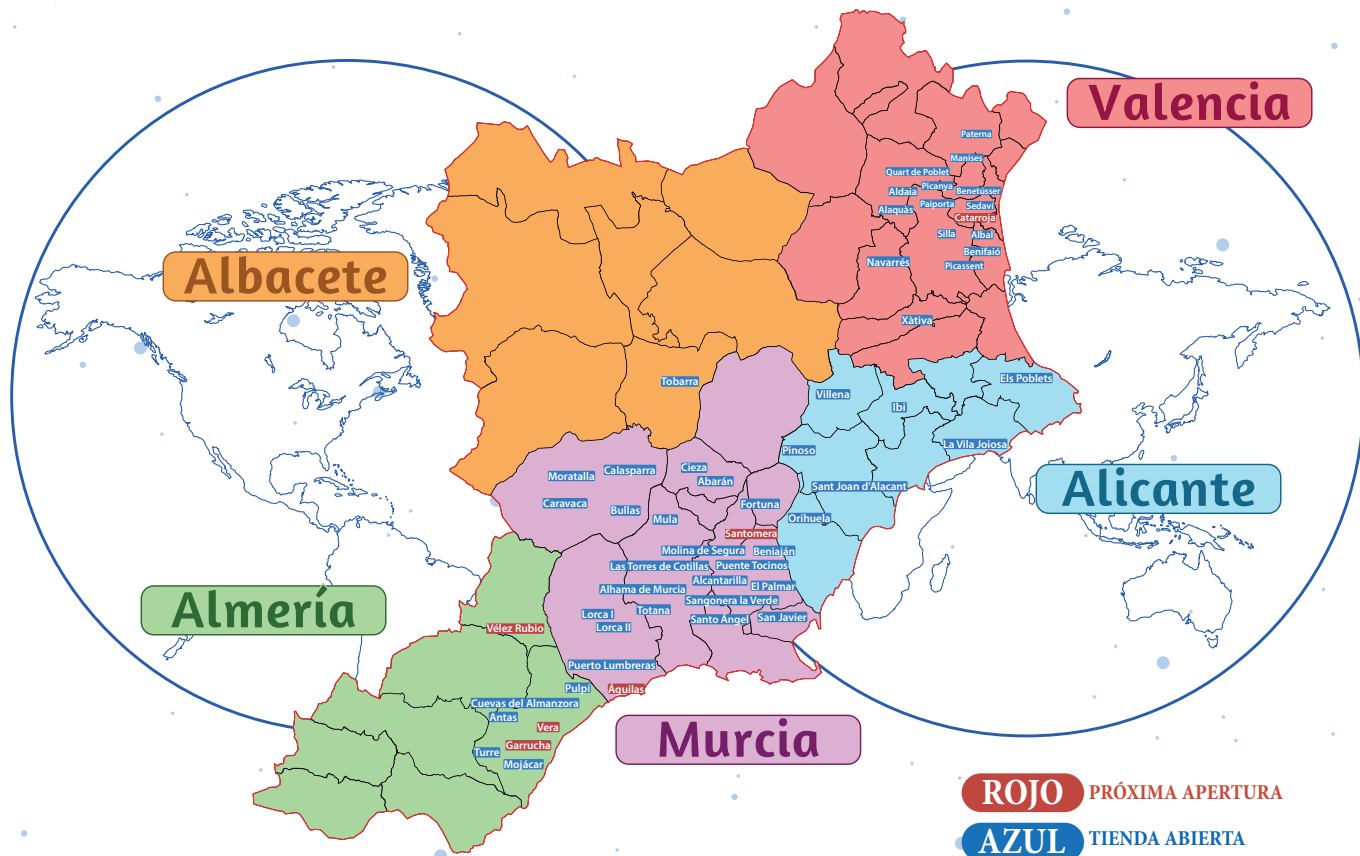 Valencia
Paterna
Manises
Quart de Poblet
Picanya
Aldaia
Benetússer
Paiporta
Sedaví
Alaquàs
Catarroja
Silla
Albal
Benifaió
Navarrés
Picassent
Xàtiva
Albacete
Tobarra
Els Poblets
Villena
Ibi
La Vila Joiosa
Pinoso
Sant Joan d'Alacant
Orihuela
Alicante
Moratalla
Calasparra
Cieza
Abarán
Caravaca
Bullas
Fortuna
Mula
Santomera
Molina de Segura
Beniaján
Las Torres de Cotillas
Puente Tocinos
Alcantarilla
El Palmar
Alhama de Murcia
Sangonera la Verde
Lorca I
Totana
Lorca II
Santo Ángel
San Javier
Puerto Lumbreras
Águilas
Almería
Vélez Rubio
Pulpí
Cuevas del Almanzora
Antas
Vera
Garrucha
Turre
Mojácar
Murcia
ROJO PRÓXIMA APERTURA
AZUL TIENDA ABIERTA